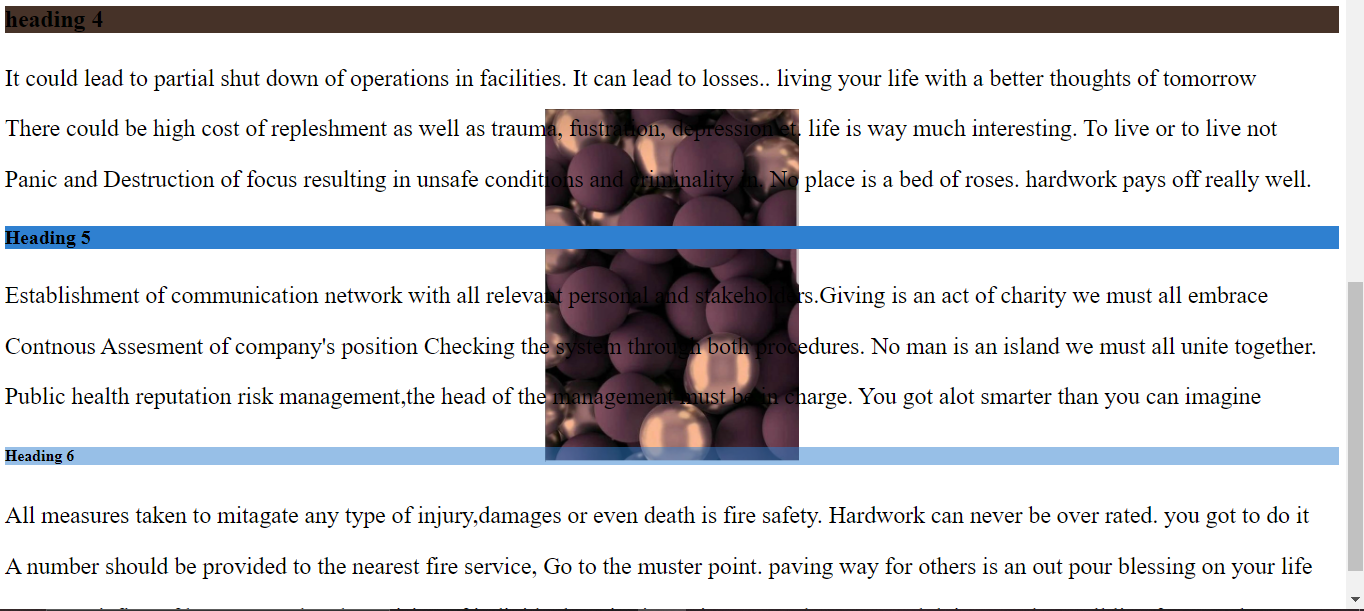 heading 4
It could lead to partial shut down of operations in facilities. It can lead to losses.. living your life with a better thoughts of tomorrow
There could be high cost of repleshment as well as trauma, fustration, depression et. life is way much interesting. To live or to live not
Panic and Destruction of focus resulting in unsafe conditions and criminality in. No place is a bed of roses. hardwork pays off really well.
Heading 5
Establishment of communication network with all relevant personal and stakeholders.Giving is an act of charity we must all embrace
Contnous Assesment of company's position Checking the system through both procedures. No man is an island we must all unite together.
Public health reputation risk management,the head of the management must be in charge. You got alot smarter than you can imagine
Heading 6
All measures taken to mitagate any type of injury,damages or even death is fire safety. Hardwork can never be over rated. you got to do it
A number should be provided to the nearest fire service, Go to the muster point. paving way for others is an out pour blessing on your life